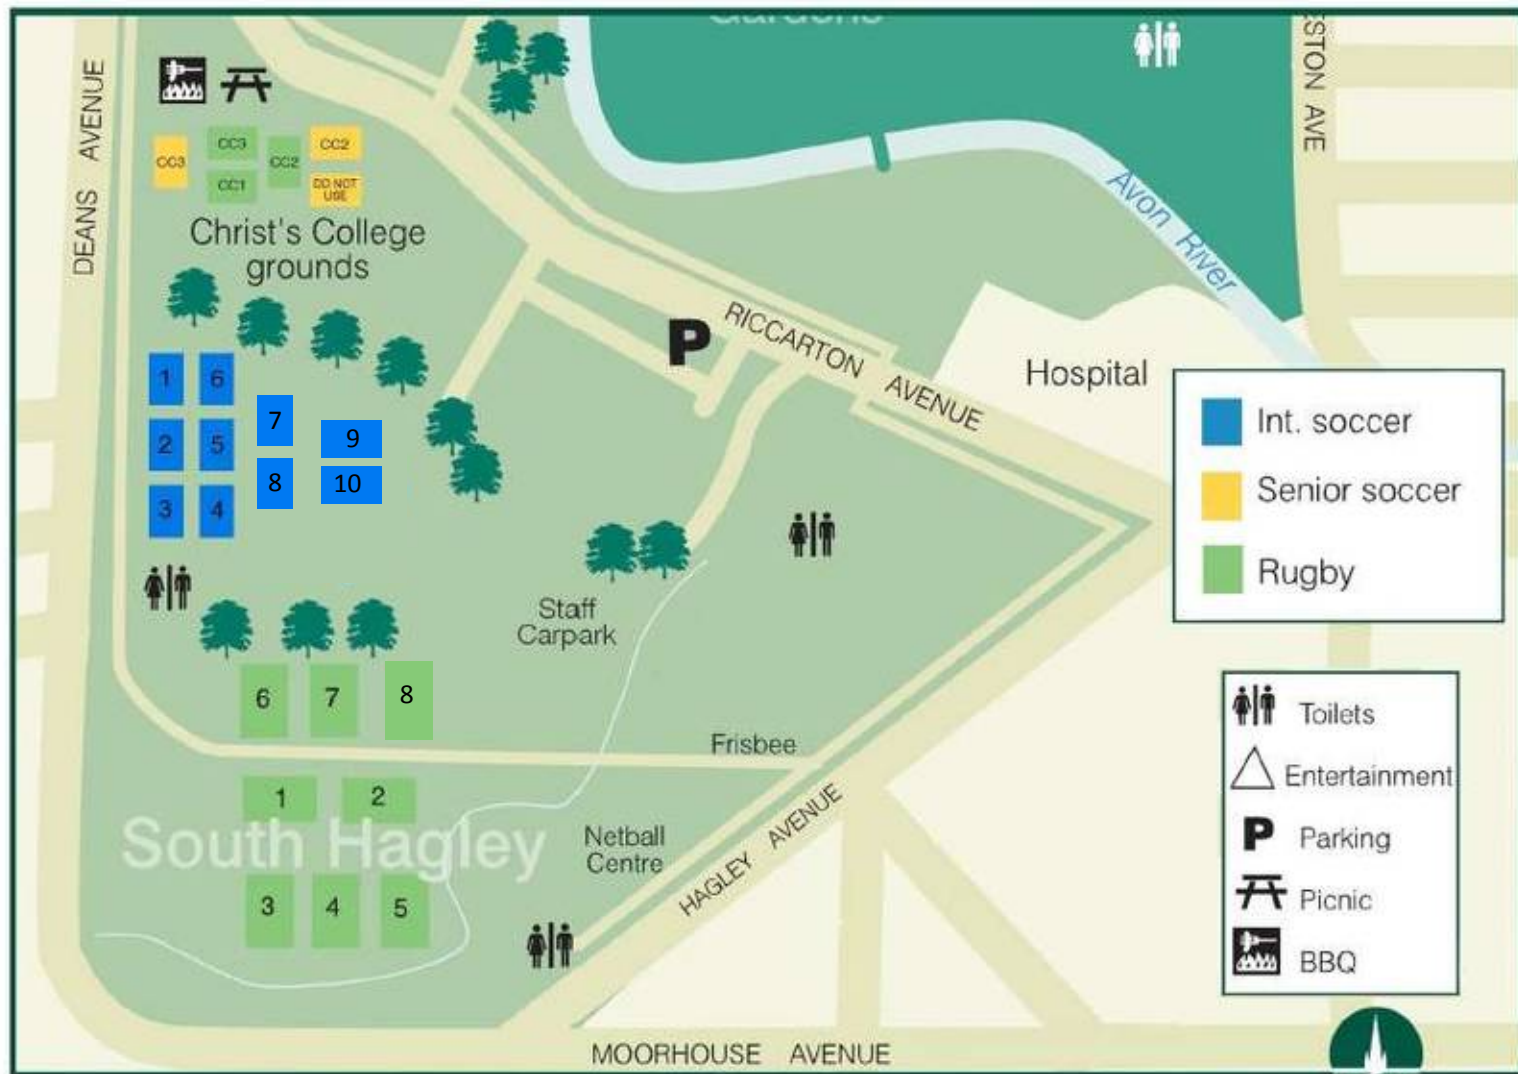 Gardens
ESTON AVE
DEANS AVENUE
CC3
CC3
CC2
CC2
CC1
DO NOT
USE
Christ's College
grounds
Avon River
RICCARTON AVENUE
P
Hospital
1
6
7
9
2
5
8
10
3
4
Int. soccer
Senior soccer
Rugby
Staff
Carpark
6
7
8
Frisbee
1
2
South Hagley
Netball
Centre
HAGLEY AVENUE
3
4
5
Toilets
Entertainment
P Parking
Picnic
BBQ
MOORHOUSE AVENUE